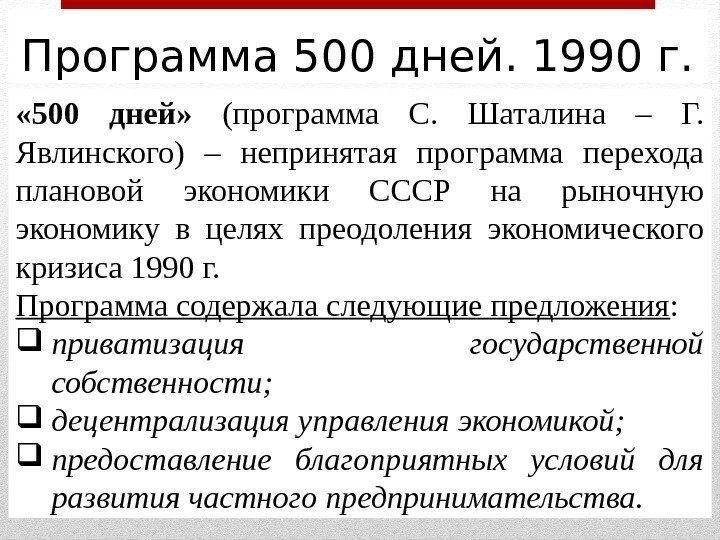 Программа 500 дней. 1990 г.
«500 дней» (программа С. Шаталина – Г.
Явлинского) – непринятая программа перехода
плановой экономики СССР на рыночную
экономику в целях преодоления экономического
кризиса 1990 г.
Программа содержала следующие предложения:
❑ приватизация государственной
собственности;
❑ децентрализация управления экономикой;
❑ предоставление благоприятных условий для
развития частного предпринимательства.